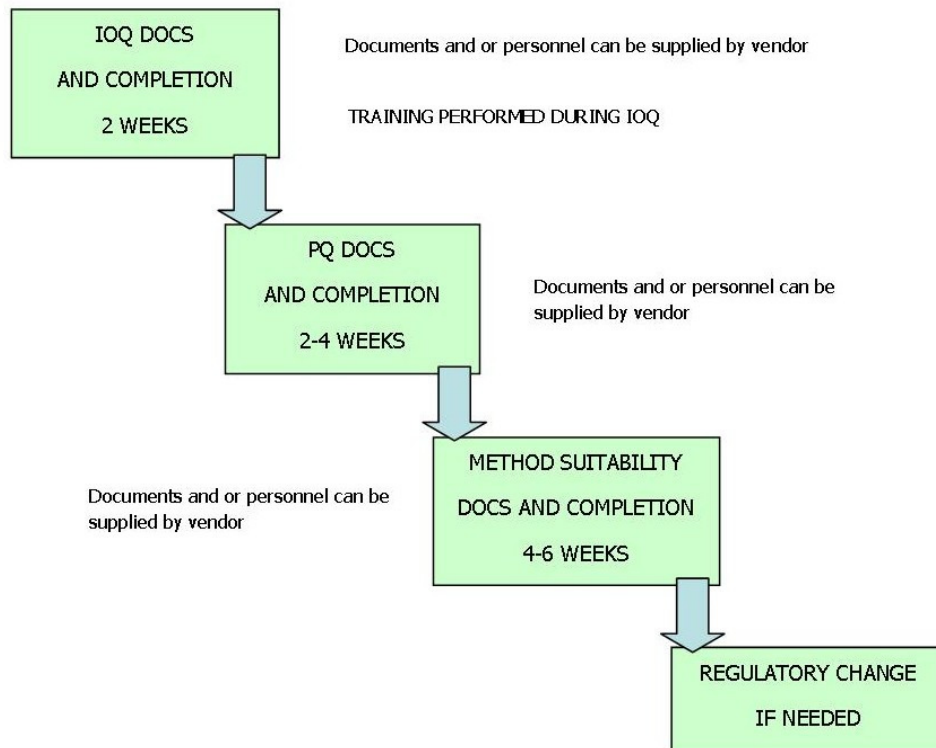 IOQ DOCS
AND COMPLETION
2 WEEKS
Documents and or personnel can be supplied by vendor
TRAINING PERFORMED DURING IOQ
PQ DOCS
AND COMPLETION
2-4 WEEKS
Documents and or personnel can be
supplied by vendor
METHOD SUITABILITY
DOCS AND COMPLETION
4-6 WEEKS
Documents and or personnel can be
supplied by vendor
REGULATORY CHANGE
IF NEEDED